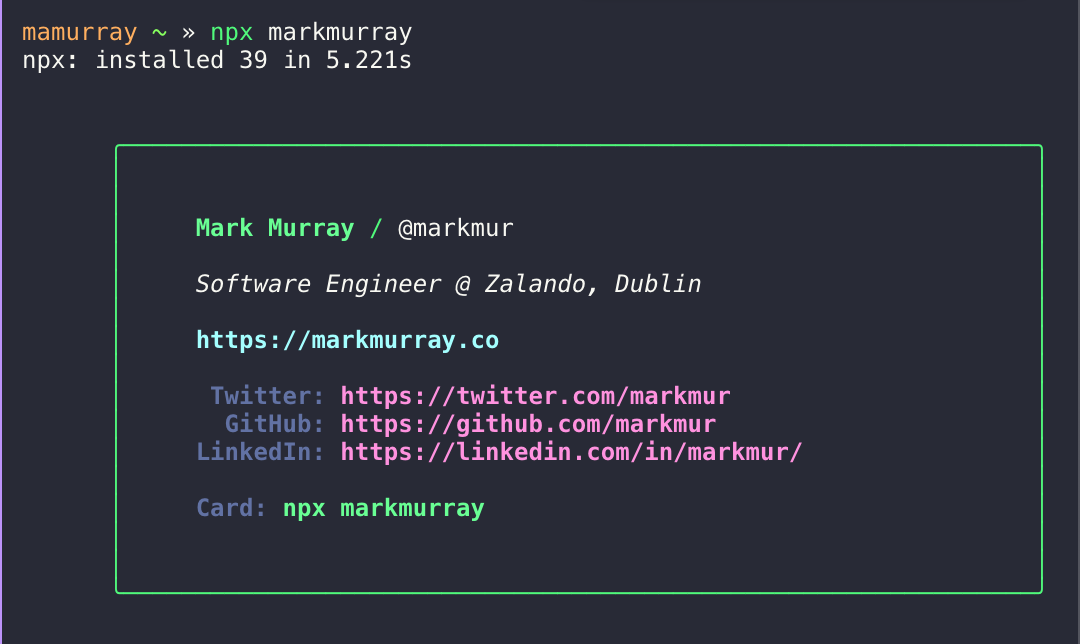 mamurray ~ » npx markmurray
npx: installed 39 in 5.221s
Mark Murray / @markmur
Software Engineer @ Zalando, Dublin
https://markmurray.co
Twitter: https://twitter.com/markmur
GitHub: https://github.com/markmur
LinkedIn: https://linkedin.com/in/markmur/
Card: npx markmurray